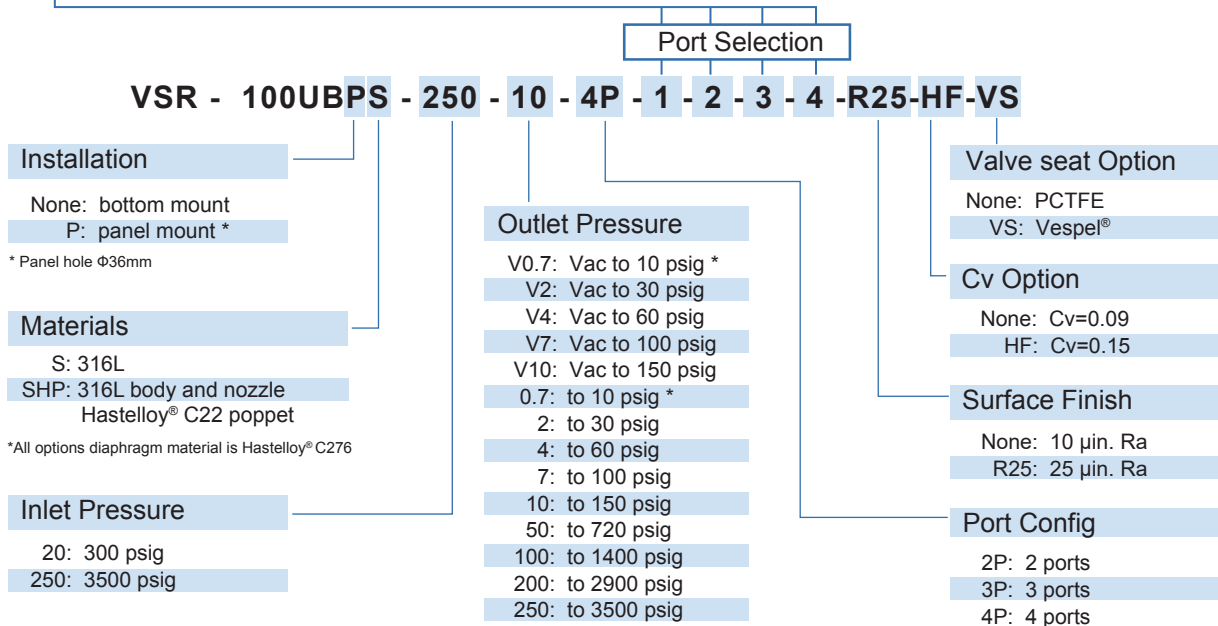 Port Selection
VSR - 100UBPS - 250 - 10 - 4P - 1 - 2 - 3 - 4 -R25-HF-VS
Installation
None: bottom mount
P: panel mount *
* Panel hole Φ36mm
Materials
S: 316L
SHP: 316L body and nozzle
Hastelloy® C22 poppet
*All options diaphragm material is Hastelloy® C276
Inlet Pressure
20: 300 psig
250: 3500 psig
Outlet Pressure
V0.7: Vac to 10 psig *
V2: Vac to 30 psig
V4: Vac to 60 psig
V7: Vac to 100 psig
V10: Vac to 150 psig
0.7: to 10 psig *
2: to 30 psig
4: to 60 psig
7: to 100 psig
10: to 150 psig
50: to 720 psig
100: to 1400 psig
200: to 2900 psig
250: to 3500 psig
Valve seat Option
None: PCTFE
VS: Vespel®
Cv Option
None: Cv=0.09
HF: Cv=0.15
Surface Finish
None: 10 µin. Ra
R25: 25 µin. Ra
Port Config
2P: 2 ports
3P: 3 ports
4P: 4 ports